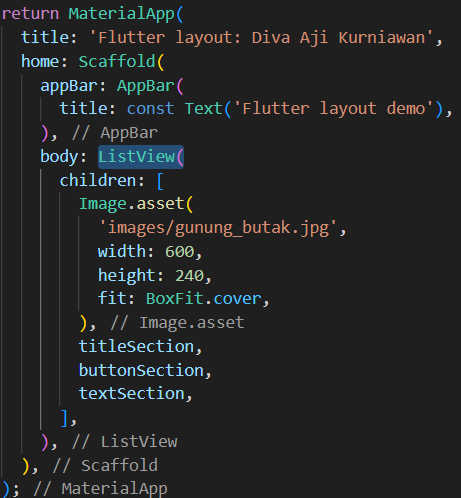 return MaterialApp(
  title: 'Flutter layout: Diva Aji Kurniawan',
  home: Scaffold(
    appBar: AppBar(
      title: const Text('Flutter layout demo'),
    ), // AppBar
    body: ListView(
      children: [
        Image.asset(
          'images/gunung_butak.jpg',
          width: 600,
          height: 240,
          fit: BoxFit.cover,
        ), // Image.asset
        titleSection,
        buttonSection,
        textSection,
      ],
    ), // ListView
  ), // Scaffold
); // MaterialApp